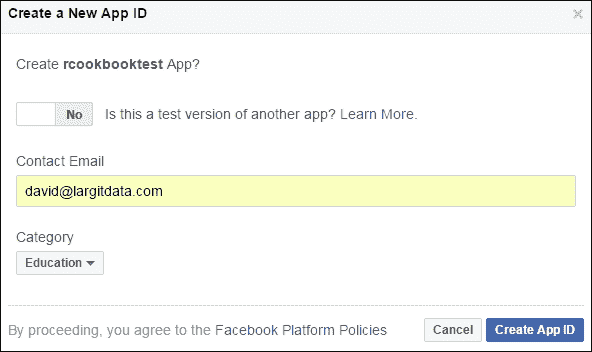 Create a New App ID
Create rcookbooktest App?
No Is this a test version of another app? Learn More.
Contact Email
david@largitdata.com
Category
Education
By proceeding, you agree to the Facebook Platform Policies Cancel Create App ID